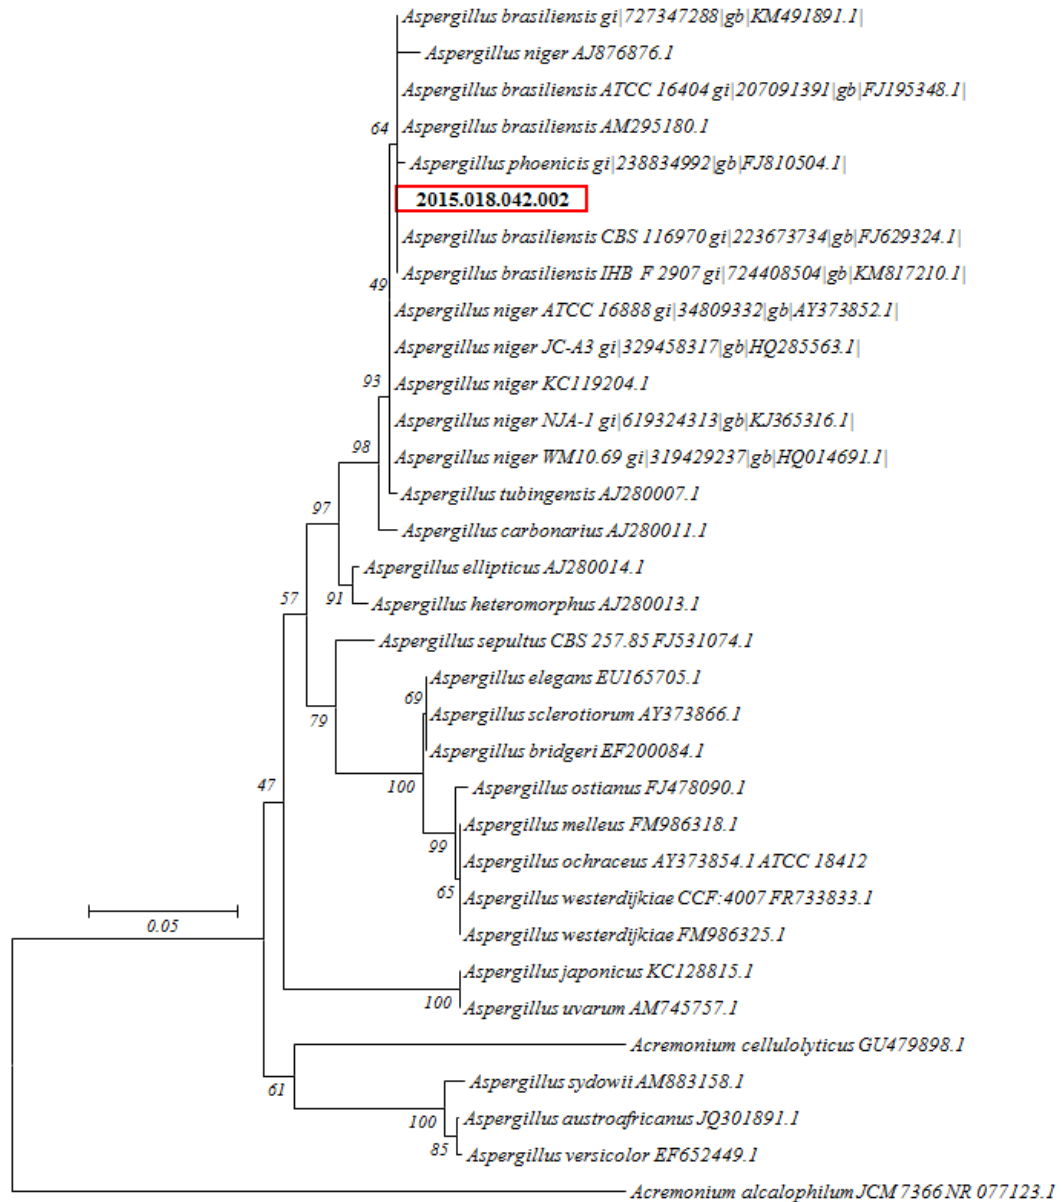 Aspergillus brasiliensis gi|727347288|gb|KM491891.1|
Aspergillus niger AJ876876.1
Aspergillus brasiliensis ATCC 16404 gi|207091391|gb|FJ195348.1|
64
Aspergillus brasiliensis AM295180.1
Aspergillus phoenicis gi|238834992|gb|FJ810504.1|
2015.018.042.002
Aspergillus brasiliensis CBS 116970 gi|223673734|gb|FJ629324.1|
Aspergillus brasiliensis IHB F 2907 gi|724408504|gb|KM817210.1|
49
Aspergillus niger ATCC 16888 gi|34809332|gb|AY373852.1|
Aspergillus niger JC-A3 gi|329458317|gb|HQ285563.1|
93
Aspergillus niger KC119204.1
Aspergillus niger NJA-1 gi|619324313|gb|KJ365316.1|
98
Aspergillus niger WM10.69 gi|319429237|gb|HQ014691.1|
Aspergillus tubingensis AJ280007.1
97
Aspergillus carbonarius AJ280011.1
Aspergillus ellipticus AJ280014.1
57
91
Aspergillus heteromorphus AJ280013.1
Aspergillus sepultus CBS 257.85 FJ531074.1
Aspergillus elegans EU165705.1
69
79
Aspergillus sclerotiorum AY373866.1
Aspergillus bridgeri EF200084.1
47
100
Aspergillus ostianus FJ478090.1
Aspergillus melleus FM986318.1
99
Aspergillus ochraceus AY373854.1 ATCC 18412
65
Aspergillus westerdijkiae CCF:4007 FR733833.1
0.05
Aspergillus westerdijkiae FM986325.1
Aspergillus japonicus KC128815.1
100
Aspergillus uvarum AM745757.1
Acremonium cellulolyticus GU479898.1
61
Aspergillus sydowii AM883158.1
100
Aspergillus austroafricanus JQ301891.1
85
Aspergillus versicolor EF652449.1
Acremonium alcalophilum JCM 7366 NR 077123.1